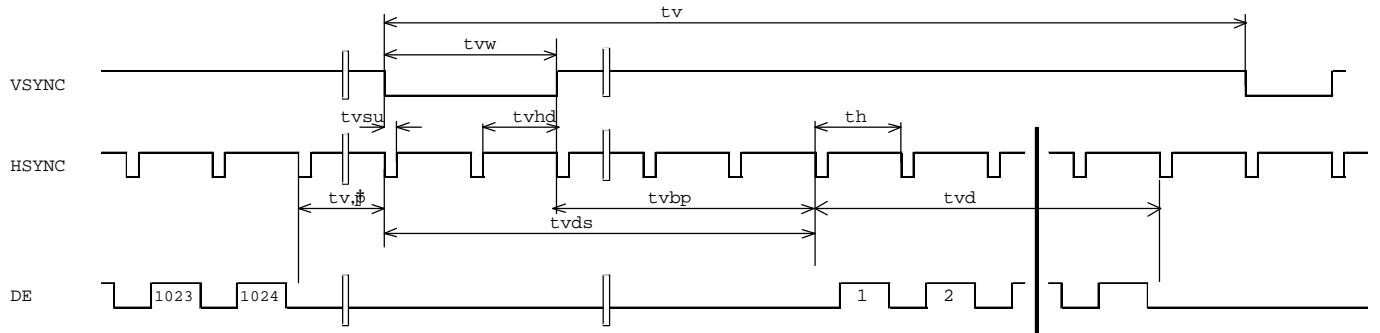 tv
tvw
VSYNC
tvsu
tvhd
th
HSYNC
tvbp
tvd
tvds
DE
1023
1024
1
2